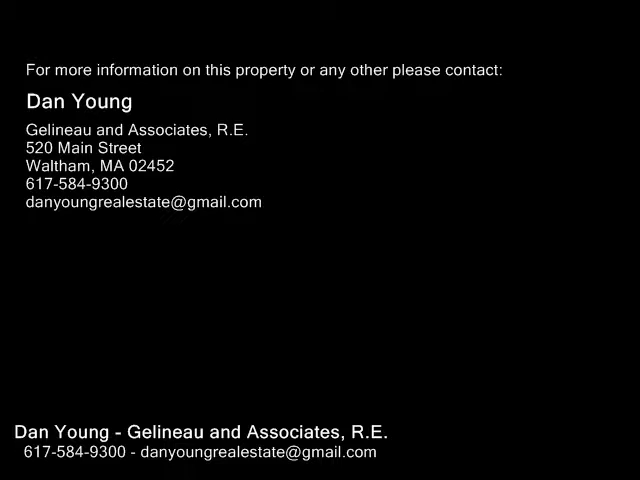 For more information on this property or any other please contact:
Dan Young
Gelineau and Associates, R.E.
520 Main Street
Waltham, MA 02452
617-584-9300
danyoungrealestate@gmail.com
Dan Young - Gelineau and Associates, R.E.
617-584-9300 - danyoungrealestate@gmail.com